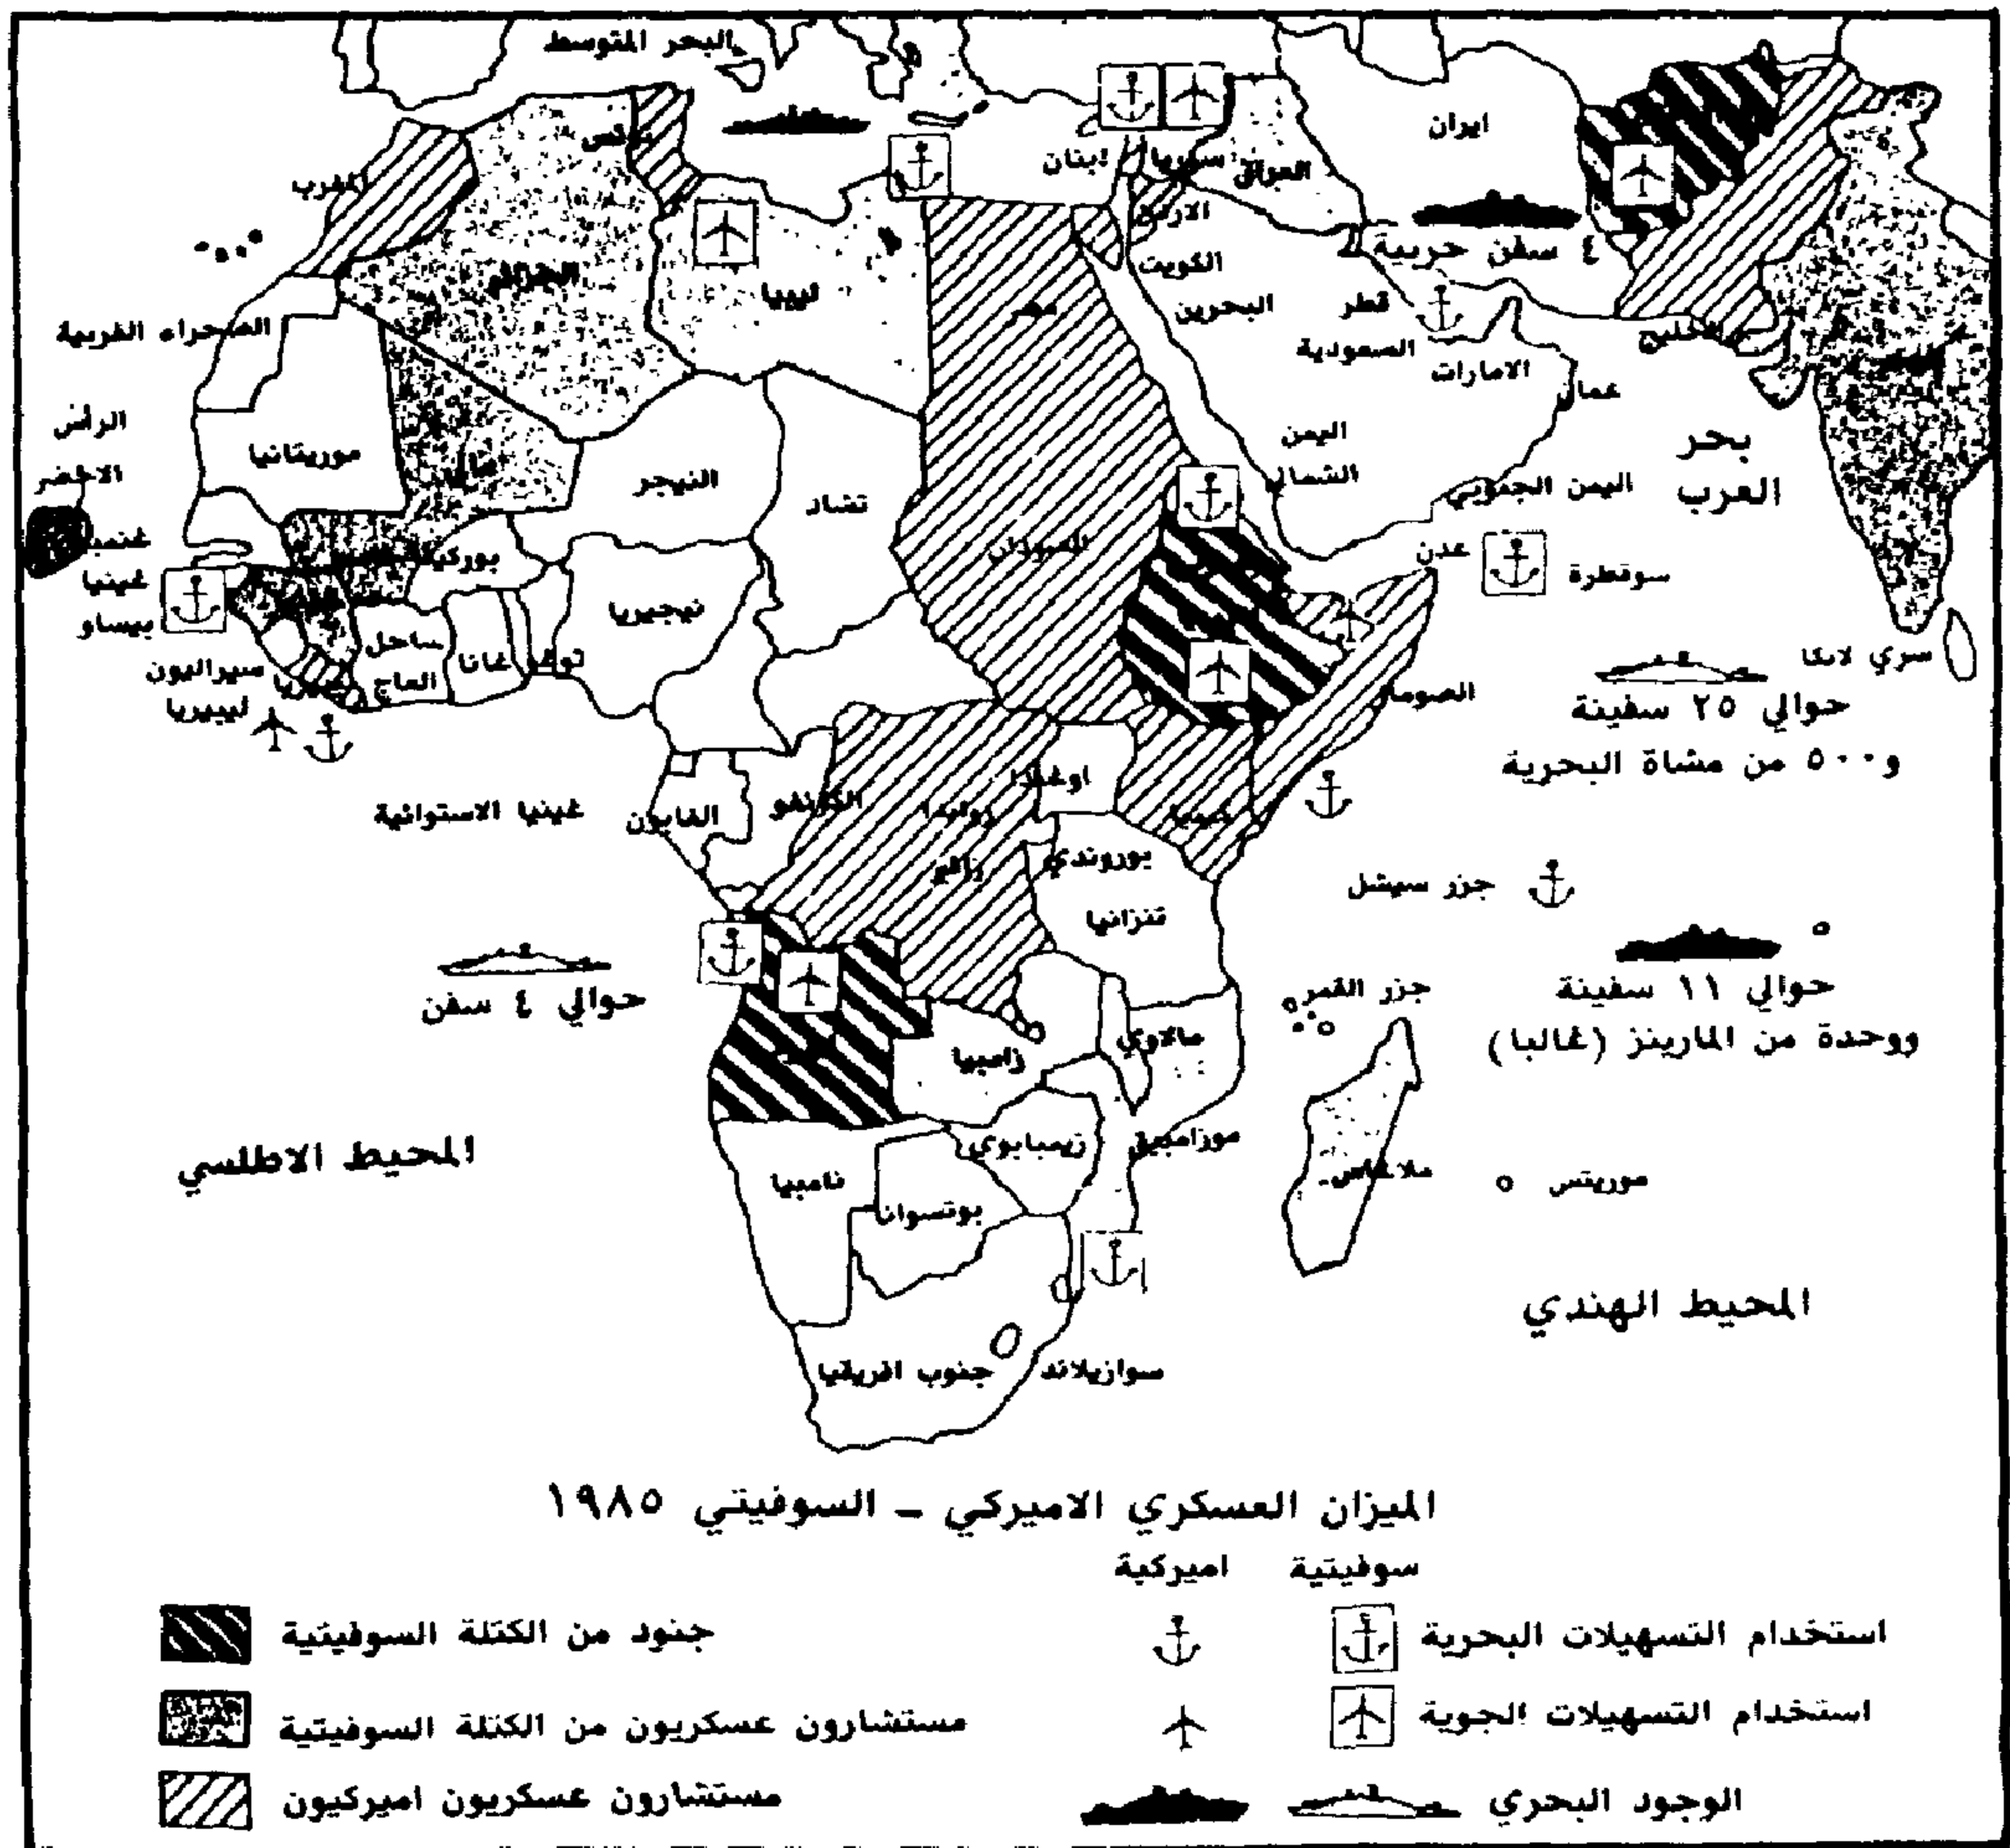 البحر المتوسط
تونس
المغرب
لبنان
سوريا
العراق
ايران
الاردن
٤ سفن حربية
الكويت
الجزائر
ليبيا
مصر
البحرين
قطر
الصحراء الغربية
السعودية
الامارات
الخليج
عمان
الراس
الاخضر
موريتانيا
مالي
النيجر
تشاد
اليمن
الشمالي
اليمن الجنوبي
بحر
العرب
السودان
عدن
سوقطرة
غينيا
بيساو
بوركينا
نيجيريا
ساحل
العاج
غانا
توغو
سيراليون
ليبيريا
ليبيريا
الصومال
سري لانكا
حوالي ٢٥ سفينة
و٥٠٠ من مشاة البحرية
غينيا الاستوائية
الغابون
الكونغو
رواندا
اوغندا
زائير
بوروندي
تنزانيا
جزر سيشل
حوالي ٤ سفن
جزر القمر
حوالي ١١ سفينة
ووحدة من المارينز (غالبا)
زامبيا
مالاوي
المحيط الاطلسي
نامبيا
زيمبابوي
موزامبيق
ملاغاس
موريتس
بوتسوانا
المحيط الهندي
جنوب افريقيا
سوازيلاند
الميزان العسكري الاميركي - السوفيتي ١٩٨٥
سوفيتية
اميركية
استخدام التسهيلات البحرية
جنود من الكتلة السوفيتية
استخدام التسهيلات الجوية
مستشارون عسكريون من الكتلة السوفيتية
الوجود البحري
مستشارون عسكريون اميركيون